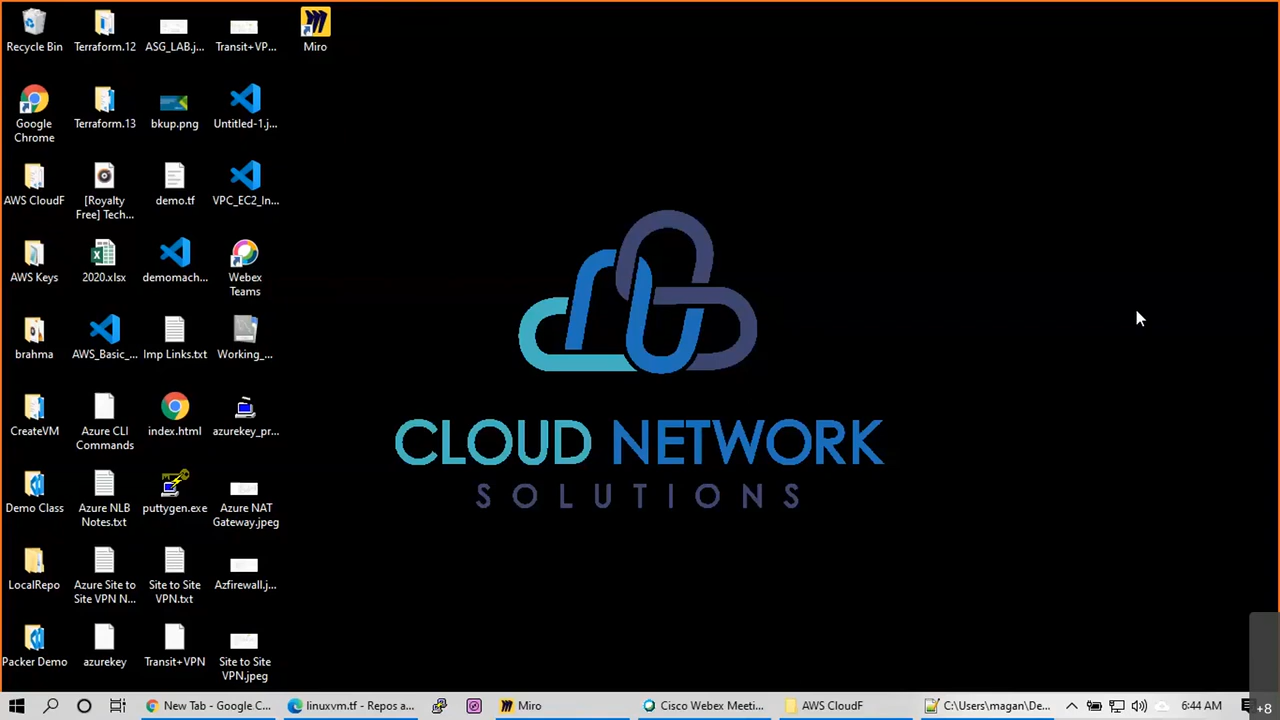 Recycle Bin
Terraform.12
ASG_LAB.j...
Transit+VP...
Miro
Google
Chrome
Terraform.13
bkup.png
Untitled-1.j...
AWS CloudF
[Royalty
Free] Tech...
demo.tf
VPC_EC2_In...
AWS Keys
2020.xlsx
demomach...
Webex
Teams
brahma
AWS_Basic_...
Imp Links.txt
Working_...
CreateVM
Azure CLI
Commands
index.html
azurekey_pr...
Demo Class
Azure NLB
Notes.txt
puttygen.exe
Azure NAT
Gateway.jpeg
LocalRepo
Azure Site to
Site VPN N...
Site to Site
VPN.txt
Azfirewall.j...
Packer Demo
azurekey
Transit+VPN
Site to Site
VPN.jpeg
CLOUD NETWORK
SOLUTIONS
New Tab - Google C...
linuxvm.tf - Repos a...
Miro
Cisco Webex Meeti...
AWS CloudF
C:\Users\magan\De...
6:44 AM
+8